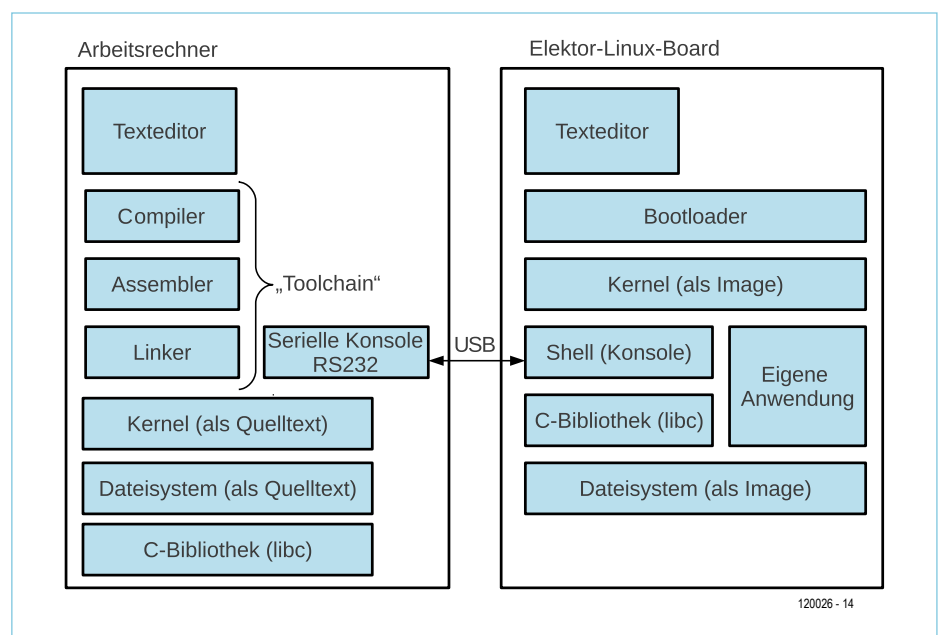 Arbeitsrechner
Texteditor
Compiler
Assembler
Linker
„Toolchain“
Serielle Konsole
RS232
Kernel (als Quelltext)
Dateisystem (als Quelltext)
C-Bibliothek (libc)
USB
Elektor-Linux-Board
Texteditor
Bootloader
Kernel (als Image)
Shell (Konsole)
C-Bibliothek (libc)
Eigene
Anwendung
Dateisystem (als Image)
120026 - 14